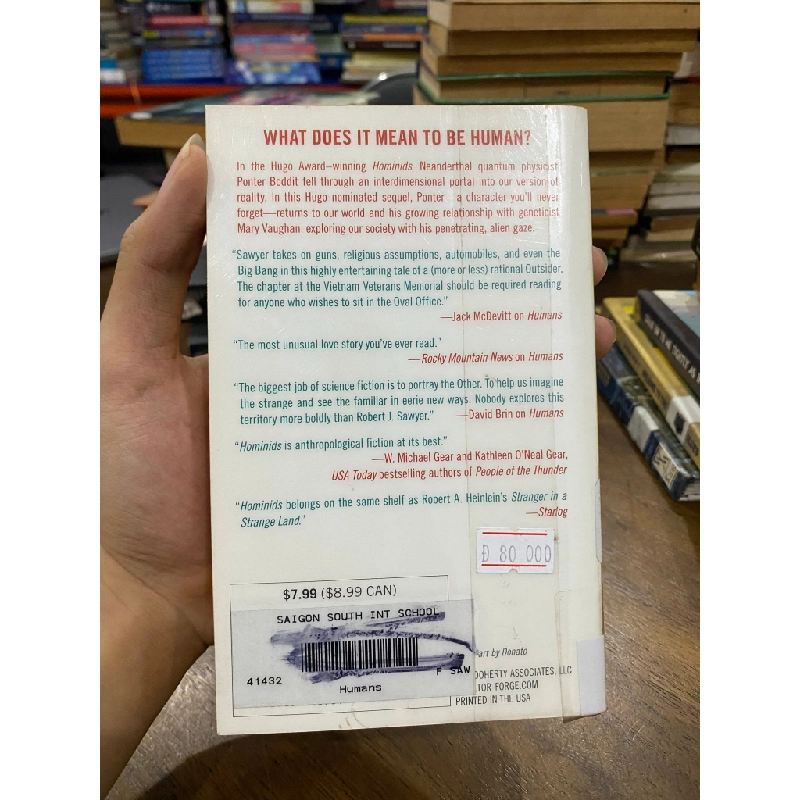 WHAT DOES IT MEAN TO BE HUMAN?
In the Hugo Award–winning Hominids Neanderthal quantum physicist
Ponter Boddit fell through an interdimensional portal into our version of
reality. In this Hugo nominated sequel, Ponter—a character you'll never
forget—returns to our world and his growing relationship with geneticist
Mary Vaughan, exploring our society with his penetrating, alien gaze.
"Sawyer takes on guns, religious assumptions, automobiles, and even the
Big Bang in this highly entertaining tale of a (more or less) rational Outsider.
The chapter at the Vietnam Veterans Memorial should be required reading
for anyone who wishes to sit in the Oval Office."
—Jack McDevitt on Humans
"The most unusual love story you've ever read."
—Rocky Mountain News on Humans
"The biggest job of science fiction is to portray the Other. To help us imagine
the strange and see the familiar in eerie new ways. Nobody explores this
territory more boldly than Robert J. Sawyer." —David Brin on Humans
"Hominids is anthropological fiction at its best."
—W. Michael Gear and Kathleen O'Neal Gear,
USA Today bestselling authors of People of the Thunder
"Hominids belongs on the same shelf as Robert A. Heinlein's Stranger in a
Strange Land." —Starlog
Đ 80 000
$7.99 ($8.99 CAN)
SAIGON SOUTH INT SCHOOL
41432 F SAW
Humans
art by Donato
DOHERTY ASSOCIATES, LLC
TOR-FORGE.COM
PRINTED IN THE USA